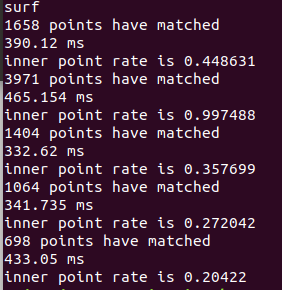 surf
1658 points have matched
390.12 ms
inner point rate is 0.448631
3971 points have matched
465.154 ms
inner point rate is 0.997488
1404 points have matched
332.62 ms
inner point rate is 0.357699
1064 points have matched
341.735 ms
inner point rate is 0.272042
698 points have matched
433.05 ms
inner point rate is 0.20422